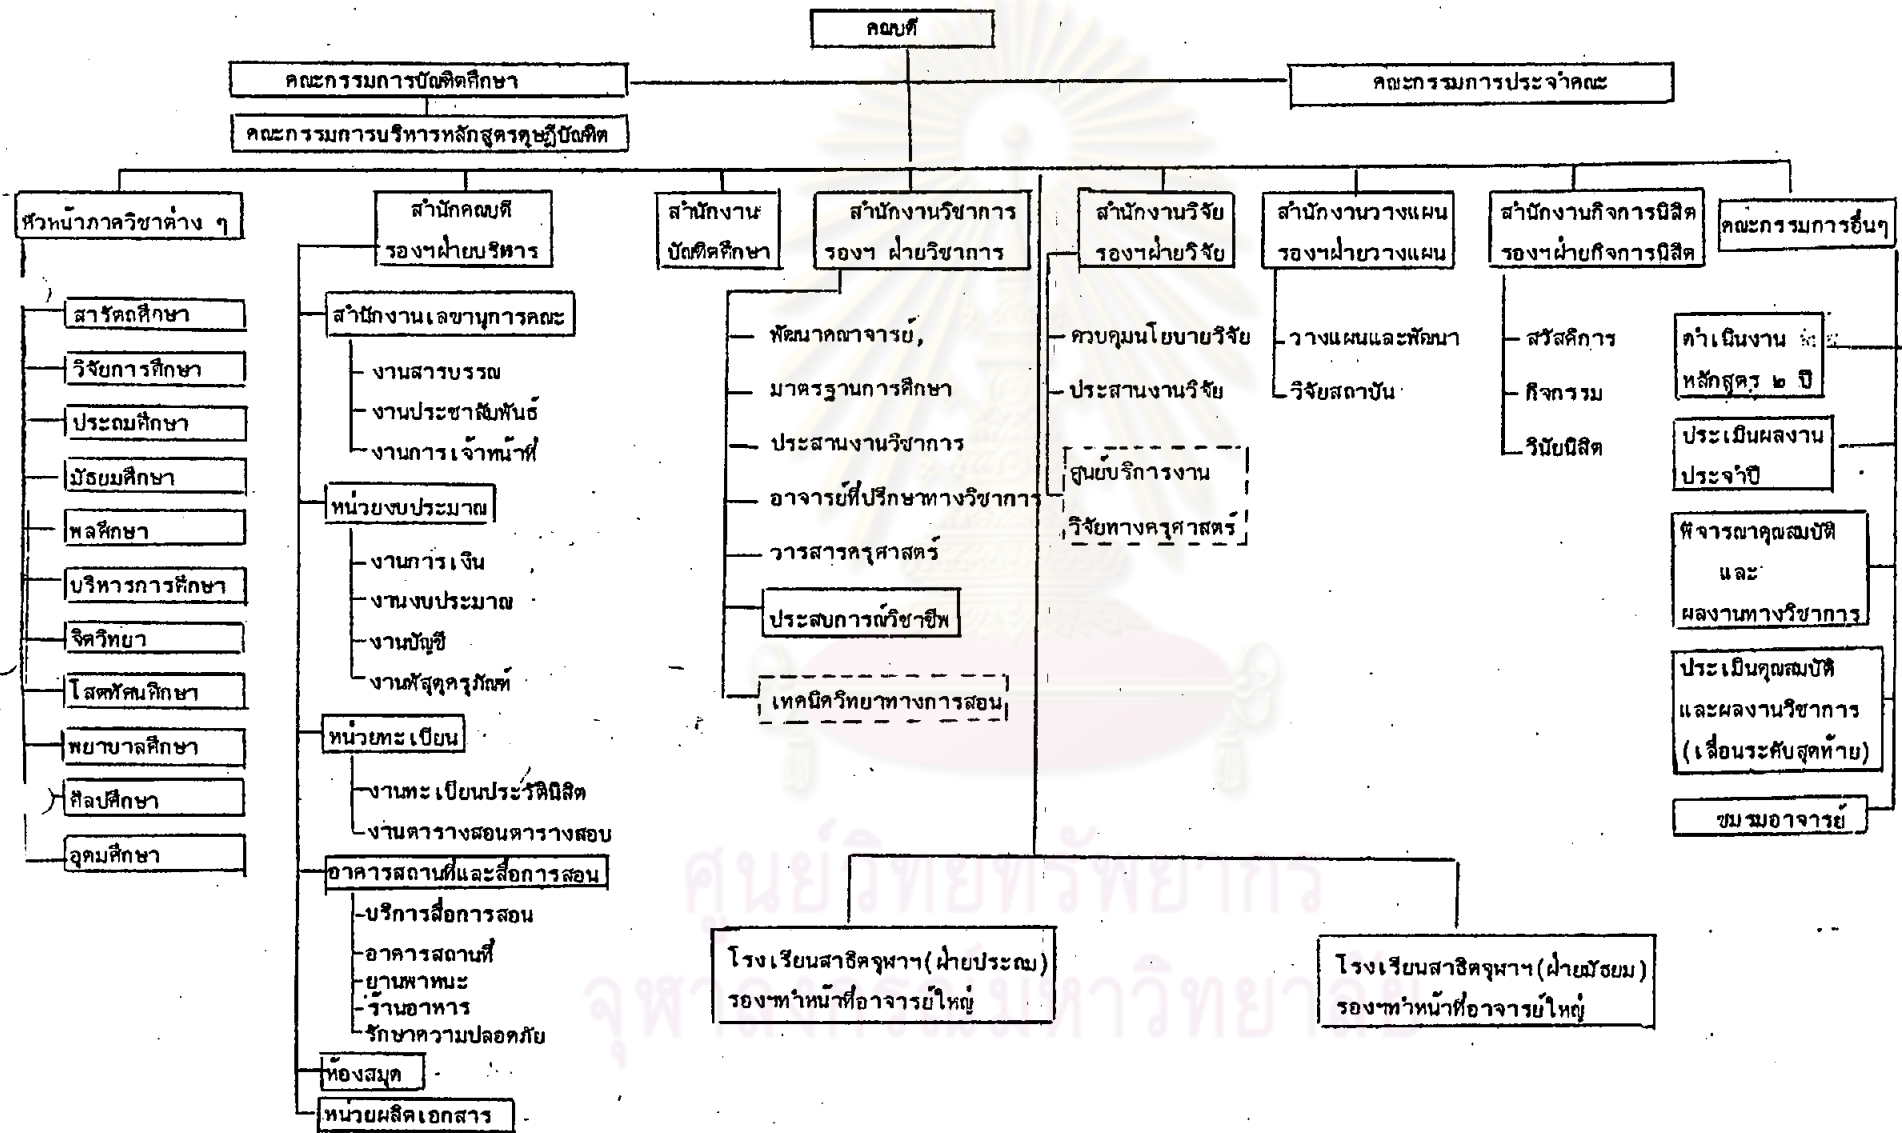 คณบดี
คณะกรรมการบัณฑิตศึกษา
คณะกรรมการประจำคณะ
คณะกรรมการบริหารหลักสูตรดุษฎีบัณฑิต
หัวหน้าภาควิชาต่าง ๆ
สารัตถศึกษา
วิจัยการศึกษา
ประถมศึกษา
มัธยมศึกษา
พลศึกษา
บริหารการศึกษา
จิตวิทยา
โสตทัศนศึกษา
พยาบาลศึกษา
ศิลปศึกษา
อุดมศึกษา
สำนักคณบดี
รองฯฝ่ายบริหาร
สำนักงานเลขานุการคณะ
งานสารบรรณ
งานประชาสัมพันธ์
งานการเจ้าหน้าที่
หน่วยงบประมาณ
งานการเงิน
งานงบประมาณ
งานบัญชี
งานพัสดุครุภัณฑ์
หน่วยทะเบียน
งานทะเบียนประวัตินิสิต
งานตารางสอนตารางสอบ
อาคารสถานที่และสื่อการสอน
บริการสื่อการสอน
อาคารสถานที่
ยานพาหนะ
ร้านอาหาร
รักษาความปลอดภัย
ห้องสมุด
หน่วยผลิตเอกสาร
สำนักงาน
บัณฑิตศึกษา
สำนักงานวิชาการ
รองฯ ฝ่ายวิชาการ
พัฒนาคณาจารย์,
มาตรฐานการศึกษา
ประสานงานวิชาการ
อาจารย์ที่ปรึกษาทางวิชาการ
วารสารครุศาสตร์
ประสบการณ์วิชาชีพ
เทคนิควิทยาทางการสอน
สำนักงานวิจัย
รองฯฝ่ายวิจัย
ควบคุมนโยบายวิจัย
ประสานงานวิจัย
ศูนย์บริการงาน
วิจัยทางครุศาสตร์
สำนักงานวางแผน
รองฯฝ่ายวางแผน
วางแผนและพัฒนา
วิจัยสถาบัน
สำนักงานกิจการนิสิต
รองฯฝ่ายกิจการนิสิต
สวัสดิการ
กิจกรรม
วินัยนิสิต
คณะกรรมการอื่นๆ
ดำเนินงาน
หลักสูตร ๒ ปี
ประเมินผลงาน
ประจำปี
พิจารณาคุณสมบัติ
และ
ผลงานทางวิชาการ
ประเมินคุณสมบัติ
และผลงานวิชาการ
(เลื่อนระดับสุดท้าย)
ชมรมอาจารย์
โรงเรียนสาธิตจุฬาฯ(ฝ่ายประถม)
รองฯทำหน้าที่อาจารย์ใหญ่
โรงเรียนสาธิตจุฬาฯ(ฝ่ายมัธยม)
รองฯทำหน้าที่อาจารย์ใหญ่
ศูนย์วิทยทรัพยากร
จุฬาลงกรณ์มหาวิทยาลัย